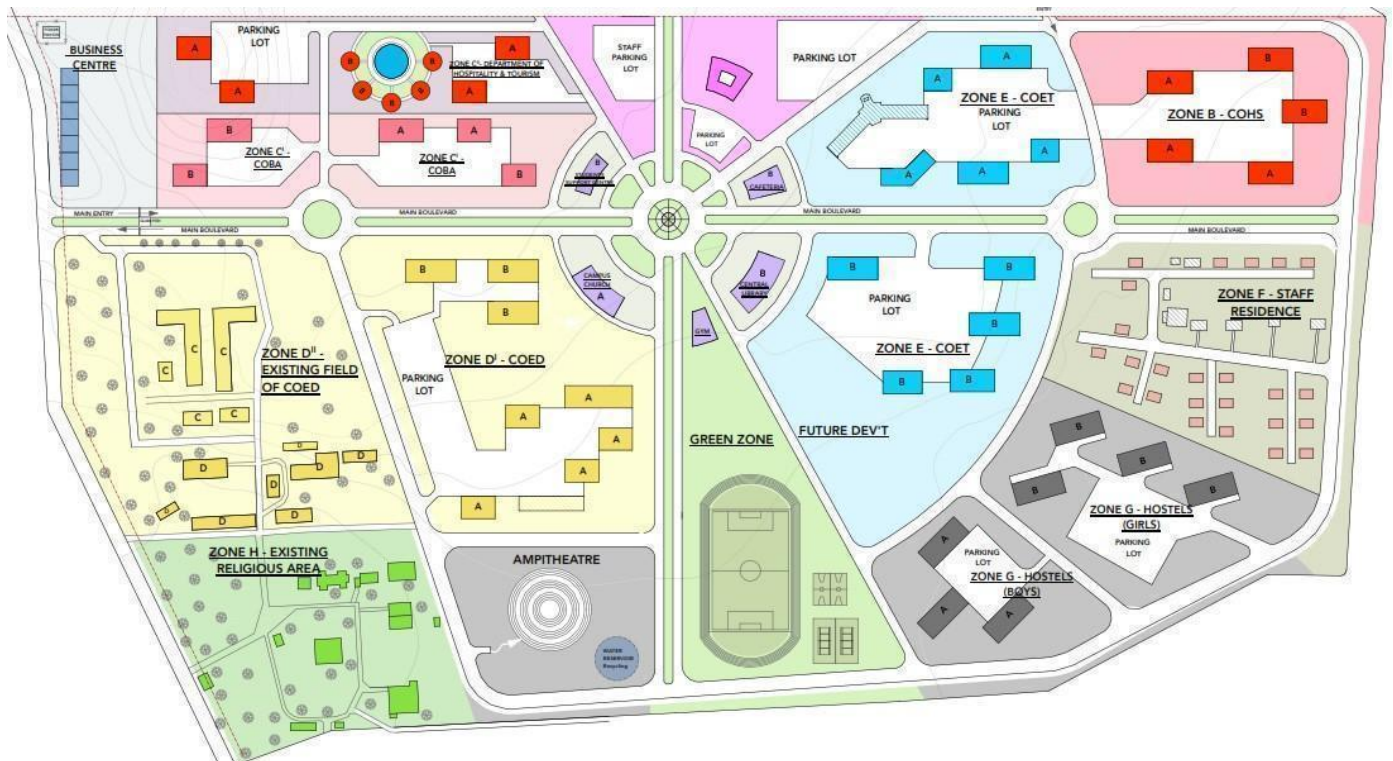 BUSINESS
CENTRE
A
PARKING
LOT
A
B
B
B
B
B
A
ZONE C'- DEPARTMENT OF
HOSPITALITY & TOURISM
A
STAFF
PARKING
LOT
PARKING LOT
PARKING
LOT
ENTRY
A
A
ZONE E - COET
PARKING
LOT
A
A
A
B
A
ZONE B - COHS
B
A
A
B
ZONE C' -
COBA
B
A
A
ZONE C' -
COBA
B
B
B
CAFETERIA
MAIN ENTRY
MAIN BOULEVARD
MAIN BOULEVARD
MAIN BOULEVARD
MAIN BOULEVARD
C
C
C
C
C
ZONE D" -
EXISTING FIELD
OF COED
D
D
D
D
D
D
D
D
B
B
B
ZONE D' - COED
PARKING
LOT
A
A
A
A
A
CAMPUS
CHURCH
A
B
CENTRAL
LIBRARY
GYM
B
B
PARKING
LOT
B
ZONE E - COET
B
B
FUTURE DEV'T
GREEN ZONE
ZONE F - STAFF
RESIDENCE
B
B
B
B
ZONE G - HOSTELS
(GIRLS)
PARKING
LOT
A
PARKING
LOT
ZONE G - HOSTELS
(BOYS)
A
A
ZONE H - EXISTING
RELIGIOUS AREA
AMPITHEATRE
WATER
RESERVOIR